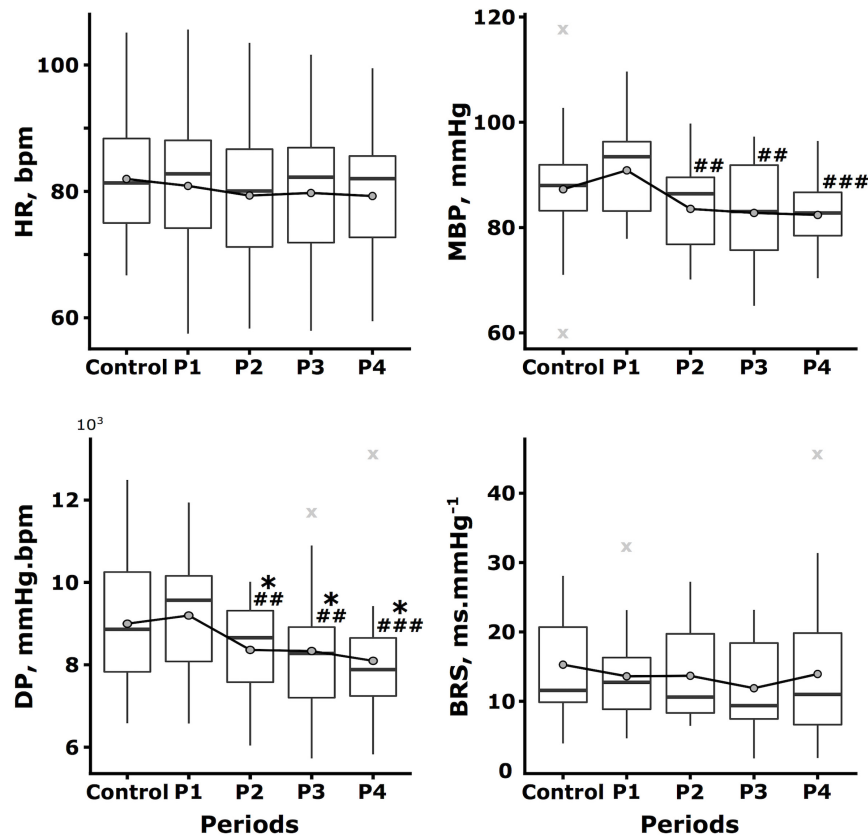 HR, bpm
100
80
60
Control P1 P2 P3 P4
MBP, mmHg
120
100
80
60
x
x
##
##
###
Control P1 P2 P3 P4
10³
DP, mmHg.bpm
12
10
8
6
x
x
*
##
*
##
*
###
Control P1 P2 P3 P4
Periods
BRS, ms.mmHg⁻¹
40
30
20
10
0
x
x
Control P1 P2 P3 P4
Periods